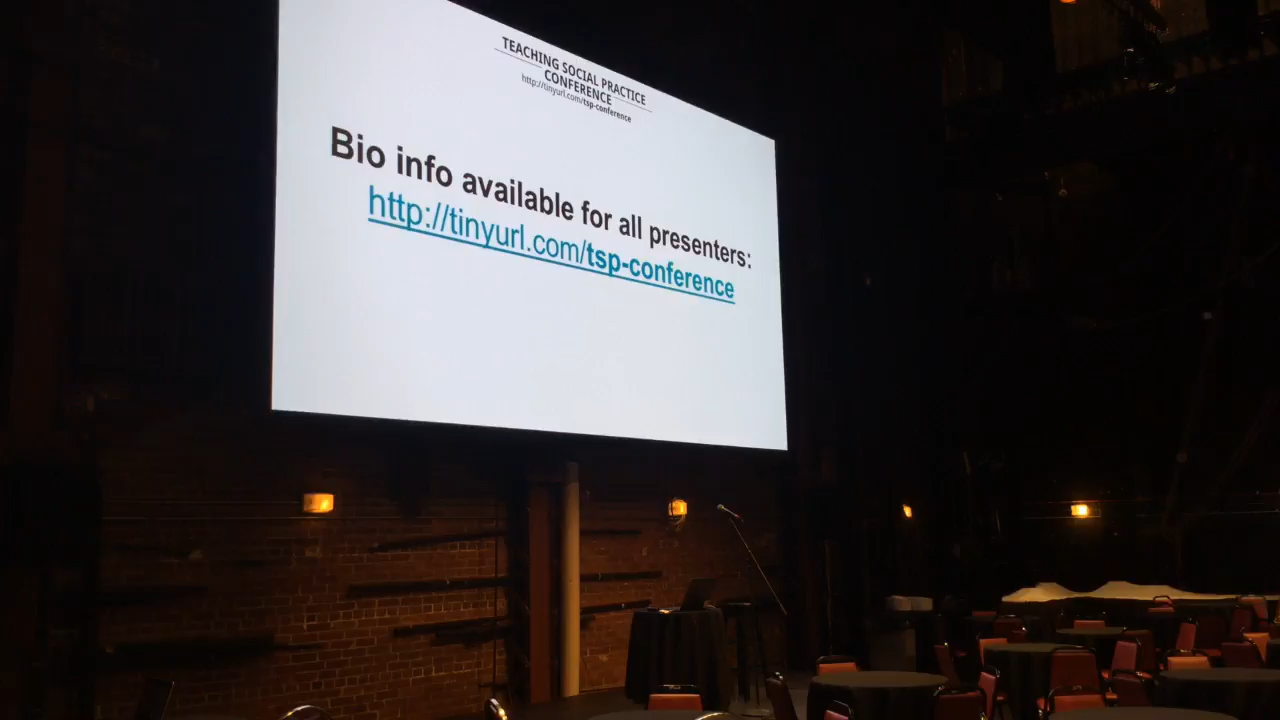 TEACHING SOCIAL PRACTICE
CONFERENCE
http://tinyurl.com/tsp-conference
Bio info available for all presenters:
http://tinyurl.com/tsp-conference